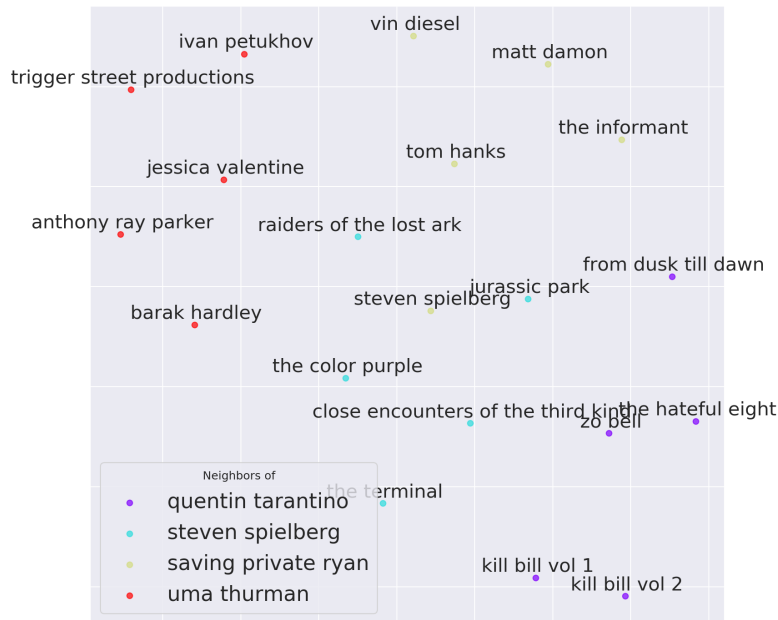 vin diesel
ivan petukhov
matt damon
trigger street productions
the informant
tom hanks
jessica valentine
anthony ray parker
raiders of the lost ark
from dusk till dawn
jurassic park
steven spielberg
barak hardley
the color purple
close encounters of the third kind
the hateful eight
zo bell
the terminal
kill bill vol 1
kill bill vol 2
Neighbors of
quentin tarantino
steven spielberg
saving private ryan
uma thurman